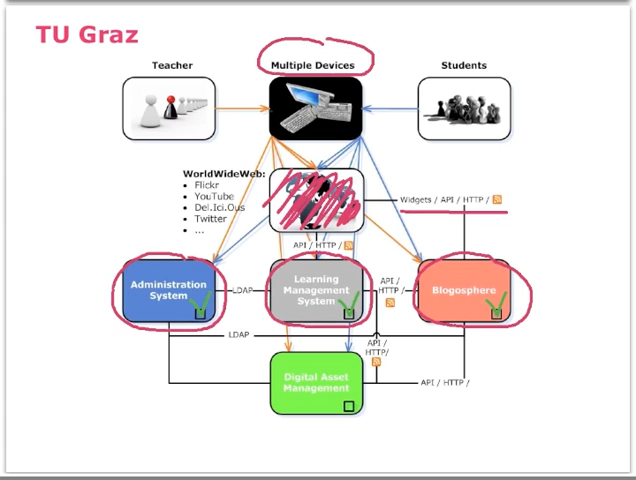 TU Graz
Teacher
Multiple Devices
Students
WorldWideWeb:
• Flickr
• YouTube
• Del.Ici.Ous
• Twitter
• ...
Widgets / API / HTTP /
API / HTTP /
Administration
System
LDAP
Learning
Management
System
API /
HTTP /
Blogosphere
LDAP
API /
HTTP/
Digital Asset
Management
API / HTTP /